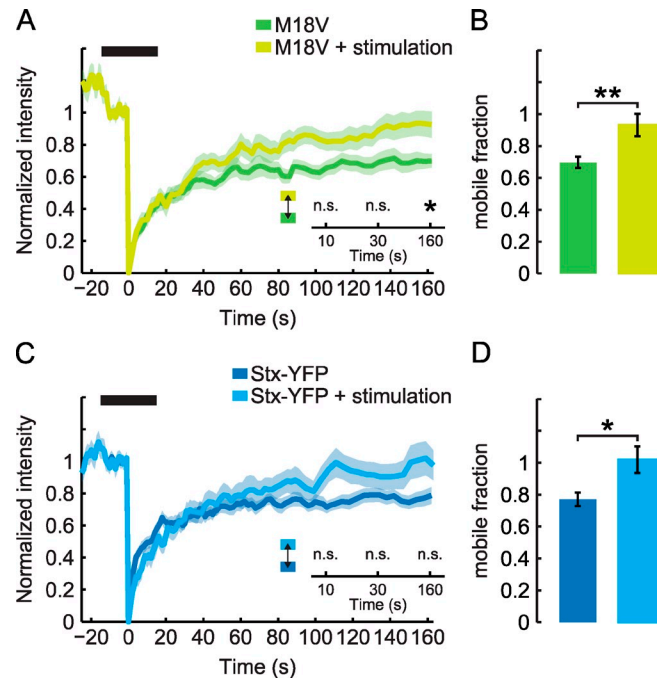 A
M18V
M18V + stimulation
Normalized intensity
1
0.8
0.6
0.4
0.2
0
n.s. n.s. *
10 30 160
Time (s)
−20 0 20 40 60 80 100 120 140 160
Time (s)
B
**
mobile fraction
1
0.8
0.6
0.4
0.2
0
C
Stx-YFP
Stx-YFP + stimulation
Normalized intensity
1
0.8
0.6
0.4
0.2
0
n.s. n.s. n.s.
10 30 160
Time (s)
−20 0 20 40 60 80 100 120 140 160
Time (s)
D
*
mobile fraction
1
0.8
0.6
0.4
0.2
0